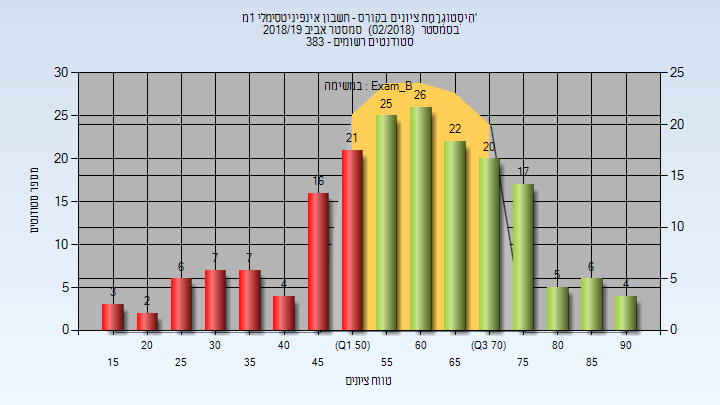 היסטוגרמת ציונים בקורס - חשבון אינפיניטסימלי 1מ'
בסמסטר (02/2018) סמסטר אביב 2018/19
סטודנטים רשומים - 383
במשימה : Exam_B
מספר סטודנטים
30 25 20 15 10 5 0
25 20 15 10 5 0
3 2 6 7 7 4 16 21 25 26 22 20 17 5 6 4
20 30 40 (Q1 50) 60 (Q3 70) 80 90
15 25 35 45 55 65 75 85
טווח ציונים